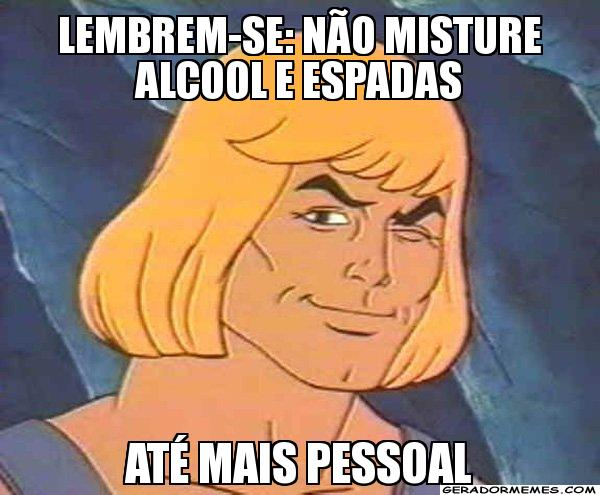 LEMBREM-SE: NÃO MISTURE
ALCOOL E ESPADAS
ATÉ MAIS PESSOAL
GERADORMEMES.COM